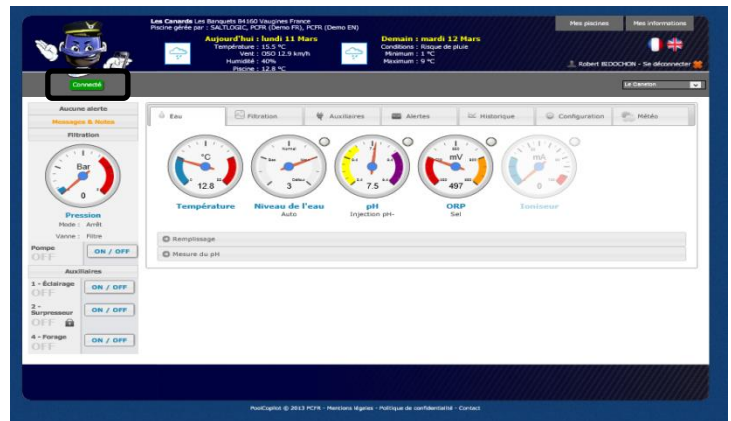 Les Canards Les Banquets 84160 Vaugines France
Piscine gérée par : SALTLOGIC, PCFR (Demo FR), PCFR (Demo EN)
Mes piscines
Mes informations
Aujourd'hui : lundi 11 Mars
Température : 15.5 °C
Vent : OSO 12.9 km/h
Humidité : 40%
Piscine : 12.8 °C
Demain : mardi 12 Mars
Conditions : Risque de pluie
Minimum : 1 °C
Maximum : 9 °C
Robert BIDOCHON - Se déconnecter
Connecté
Le Caneton
Aucune alerte
Messages & Notes
Filtration
Bar
0
Pression
Mode : Arrêt
Vanne : Filtre
Pompe
OFF
ON / OFF
Auxiliaires
1 - Éclairage
OFF
ON / OFF
2 - Surpresseur
OFF
ON / OFF
4 - Forage
OFF
ON / OFF
Eau
Filtration
Auxiliaires
Alertes
Historique
Configuration
Météo
°C
12.8
Température
3
Niveau de l'eau
Auto
7.5
pH
Injection pH-
mV
497
ORP
Sel
mA
0
Ioniseur
Remplissage
Mesure du pH
PoolCopilot © 2013 PCFR - Mentions légales - Politique de confidentialité - Contact